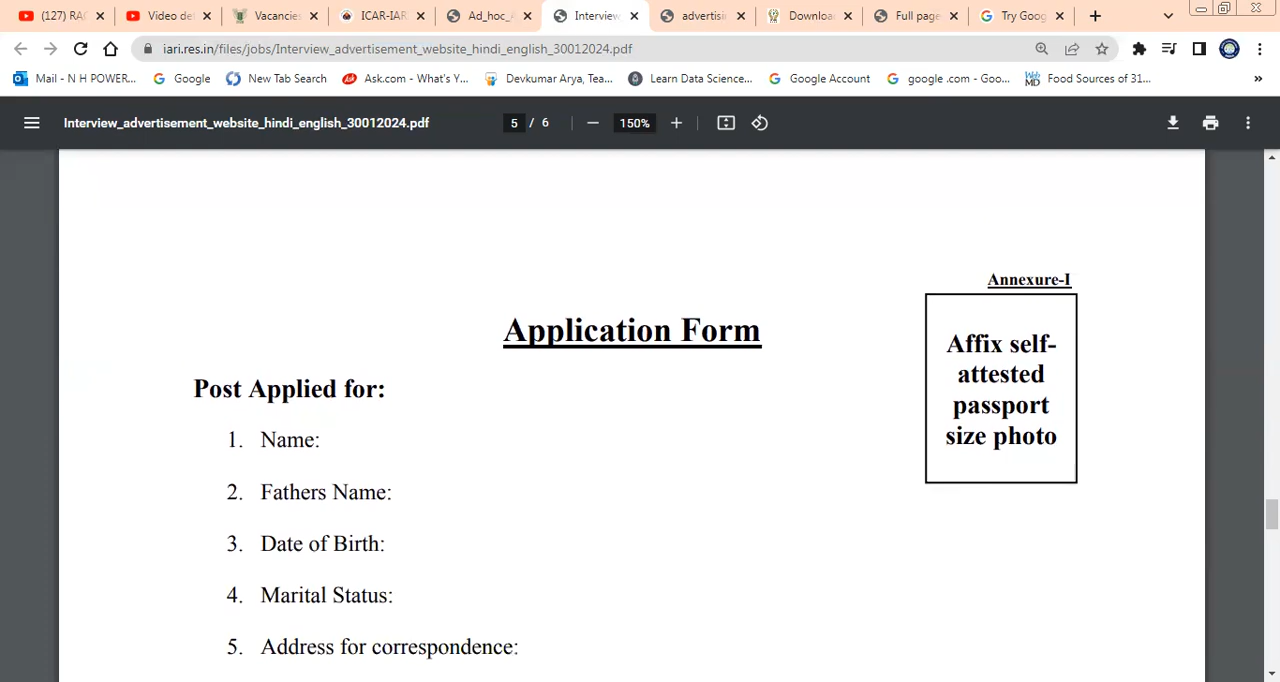 (127) RAC
Video det
Vacancies
ICAR-IAR
Ad_hoc_
Interview
advertisi
Downloa
Full page
Try Goog
iari.res.in/files/jobs/Interview_advertisement_website_hindi_english_30012024.pdf
Mail - N H POWER...
Google
New Tab Search
Ask.com - What's Y...
Devkumar Arya, Tea...
Learn Data Science...
Google Account
google .com - Goo...
Food Sources of 31...
Interview_advertisement_website_hindi_english_30012024.pdf
5 / 6
150%
Annexure-I
Application Form
Affix self-
attested
passport
size photo
Post Applied for:
1. Name:
2. Fathers Name:
3. Date of Birth:
4. Marital Status:
5. Address for correspondence: